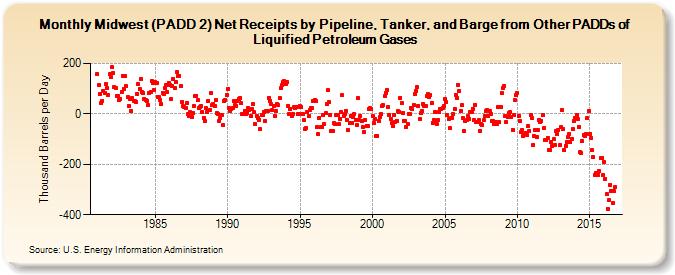 Monthly Midwest (PADD 2) Net Receipts by Pipeline, Tanker, and Barge from Other PADDs of
Liquified Petroleum Gases
Thousand Barrels per Day
200
0
-200
-400
1985
1990
1995
2000
2005
2010
2015
Source: U.S. Energy Information Administration